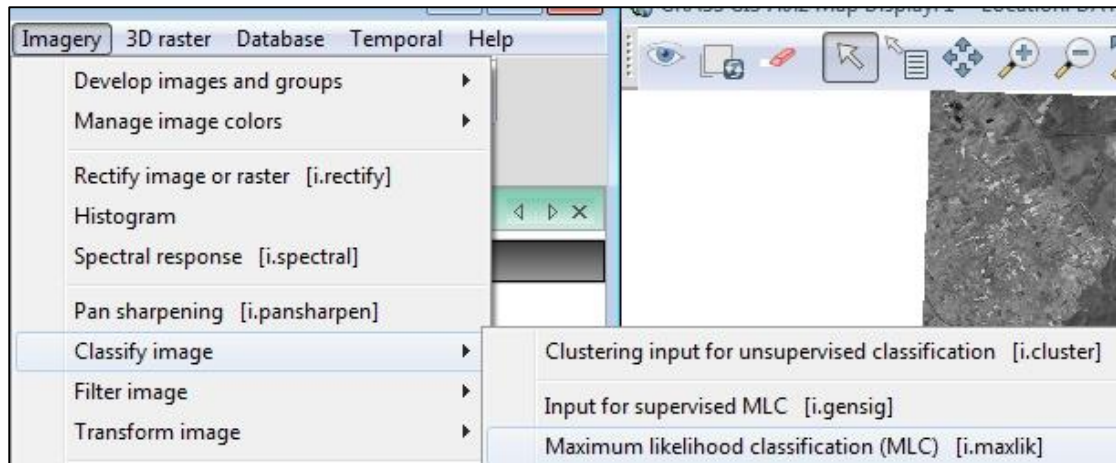 Imagery 3D raster Database Temporal Help
Develop images and groups
Manage image colors
Rectify image or raster [i.rectify]
Histogram
Spectral response [i.spectral]
Pan sharpening [i.pansharpen]
Classify image
Filter image
Transform image
Clustering input for unsupervised classification [i.cluster]
Input for supervised MLC [i.gensig]
Maximum likelihood classification (MLC) [i.maxlik]